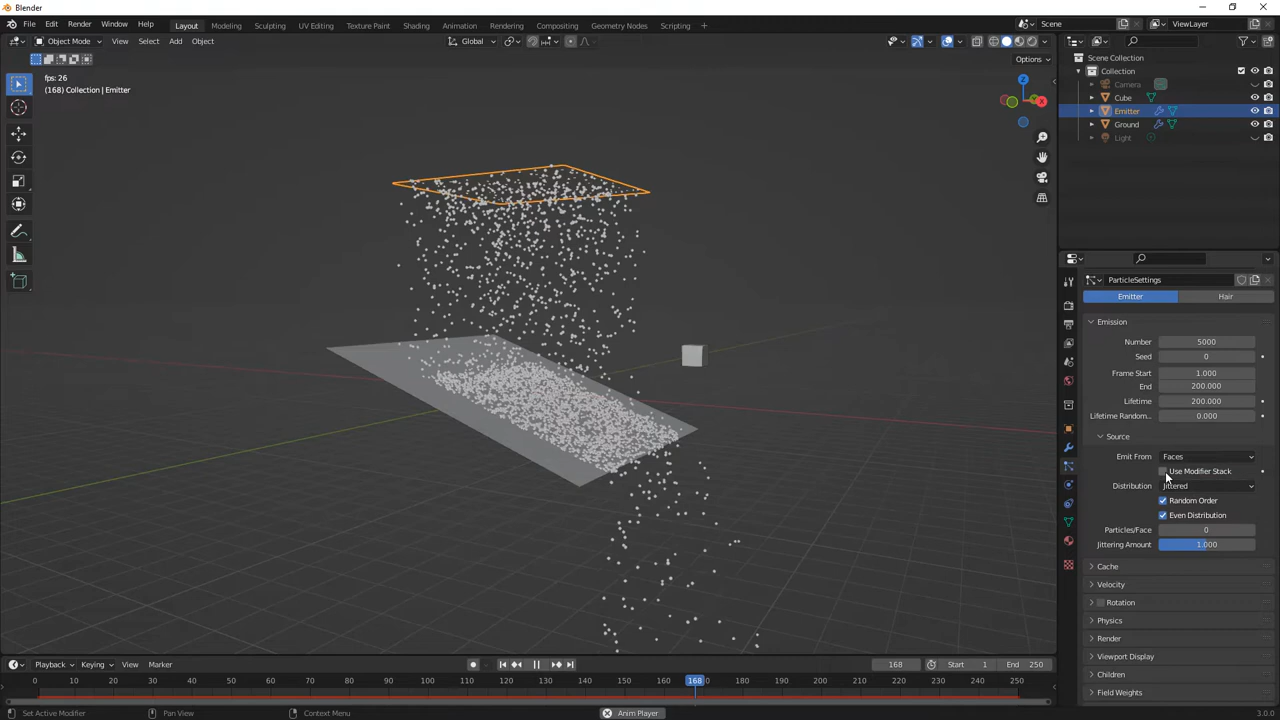 Blender
File Edit Render Window Help Layout Modeling Sculpting UV Editing Texture Paint Shading Animation Rendering Compositing Geometry Nodes Scripting + Scene ViewLayer
Object Mode View Select Add Object Global
Options
fps: 26
(168) Collection | Emitter
X
Z
Scene Collection
Collection
Camera
Cube
Emitter
Ground
Light
ParticleSettings
Emitter Hair
Emission
Number 5000
Seed 0
Frame Start 1.000
End 200.000
Lifetime 200.000
Lifetime Random... 0.000
Source
Emit From Faces
Use Modifier Stack
Distribution Jittered
Random Order
Even Distribution
Particles/Face 0
Jittering Amount 1.000
Cache
Velocity
Rotation
Physics
Render
Viewport Display
Children
Field Weights
Playback Keying View Marker 168 Start 1 End 250
0 10 20 30 40 50 60 70 80 90 100 110 120 130 140 150 160 168 180 190 200 210 220 230 240 250
Set Active Modifier Pan View Context Menu Anim Player 3.0.0